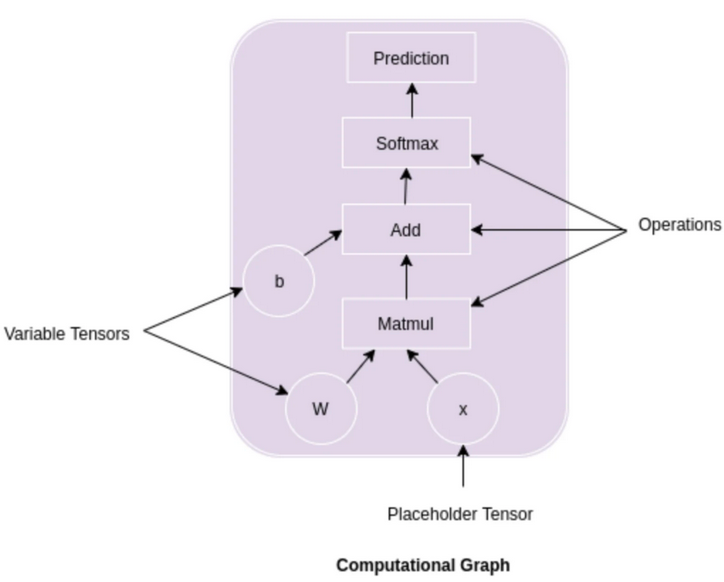 Prediction
Softmax
Add
Operations
b
Matmul
Variable Tensors
W
x
Placeholder Tensor
Computational Graph